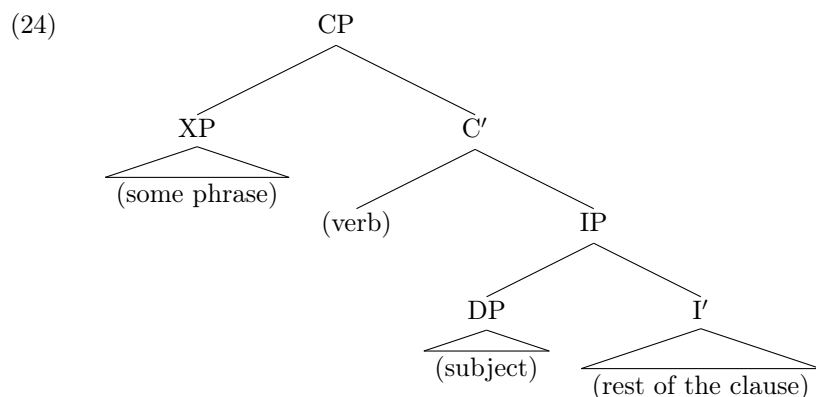 (24) CP
XP C′
(some phrase)
(verb) IP
DP I′
(subject)
(rest of the clause)